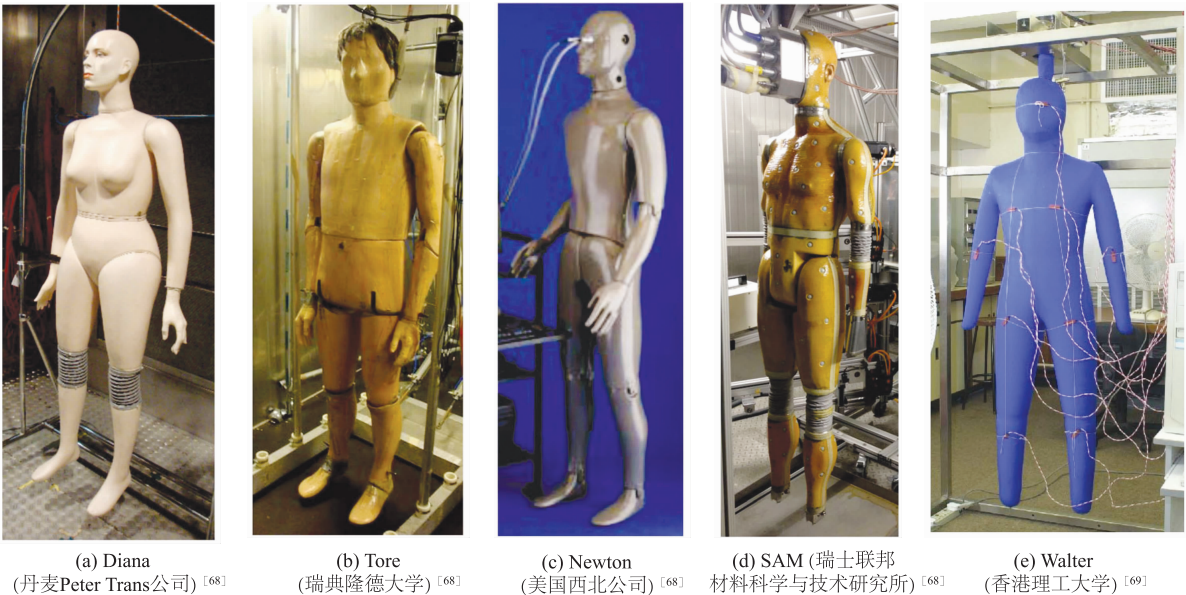 (a) Diana
(丹麦Peter Trans公司)［68］
(b) Tore
(瑞典隆德大学)［68］
(c) Newton
(美国西北公司)［68］
(d) SAM (瑞士联邦
材料科学与技术研究所)［68］
(e) Walter
(香港理工大学)［69］